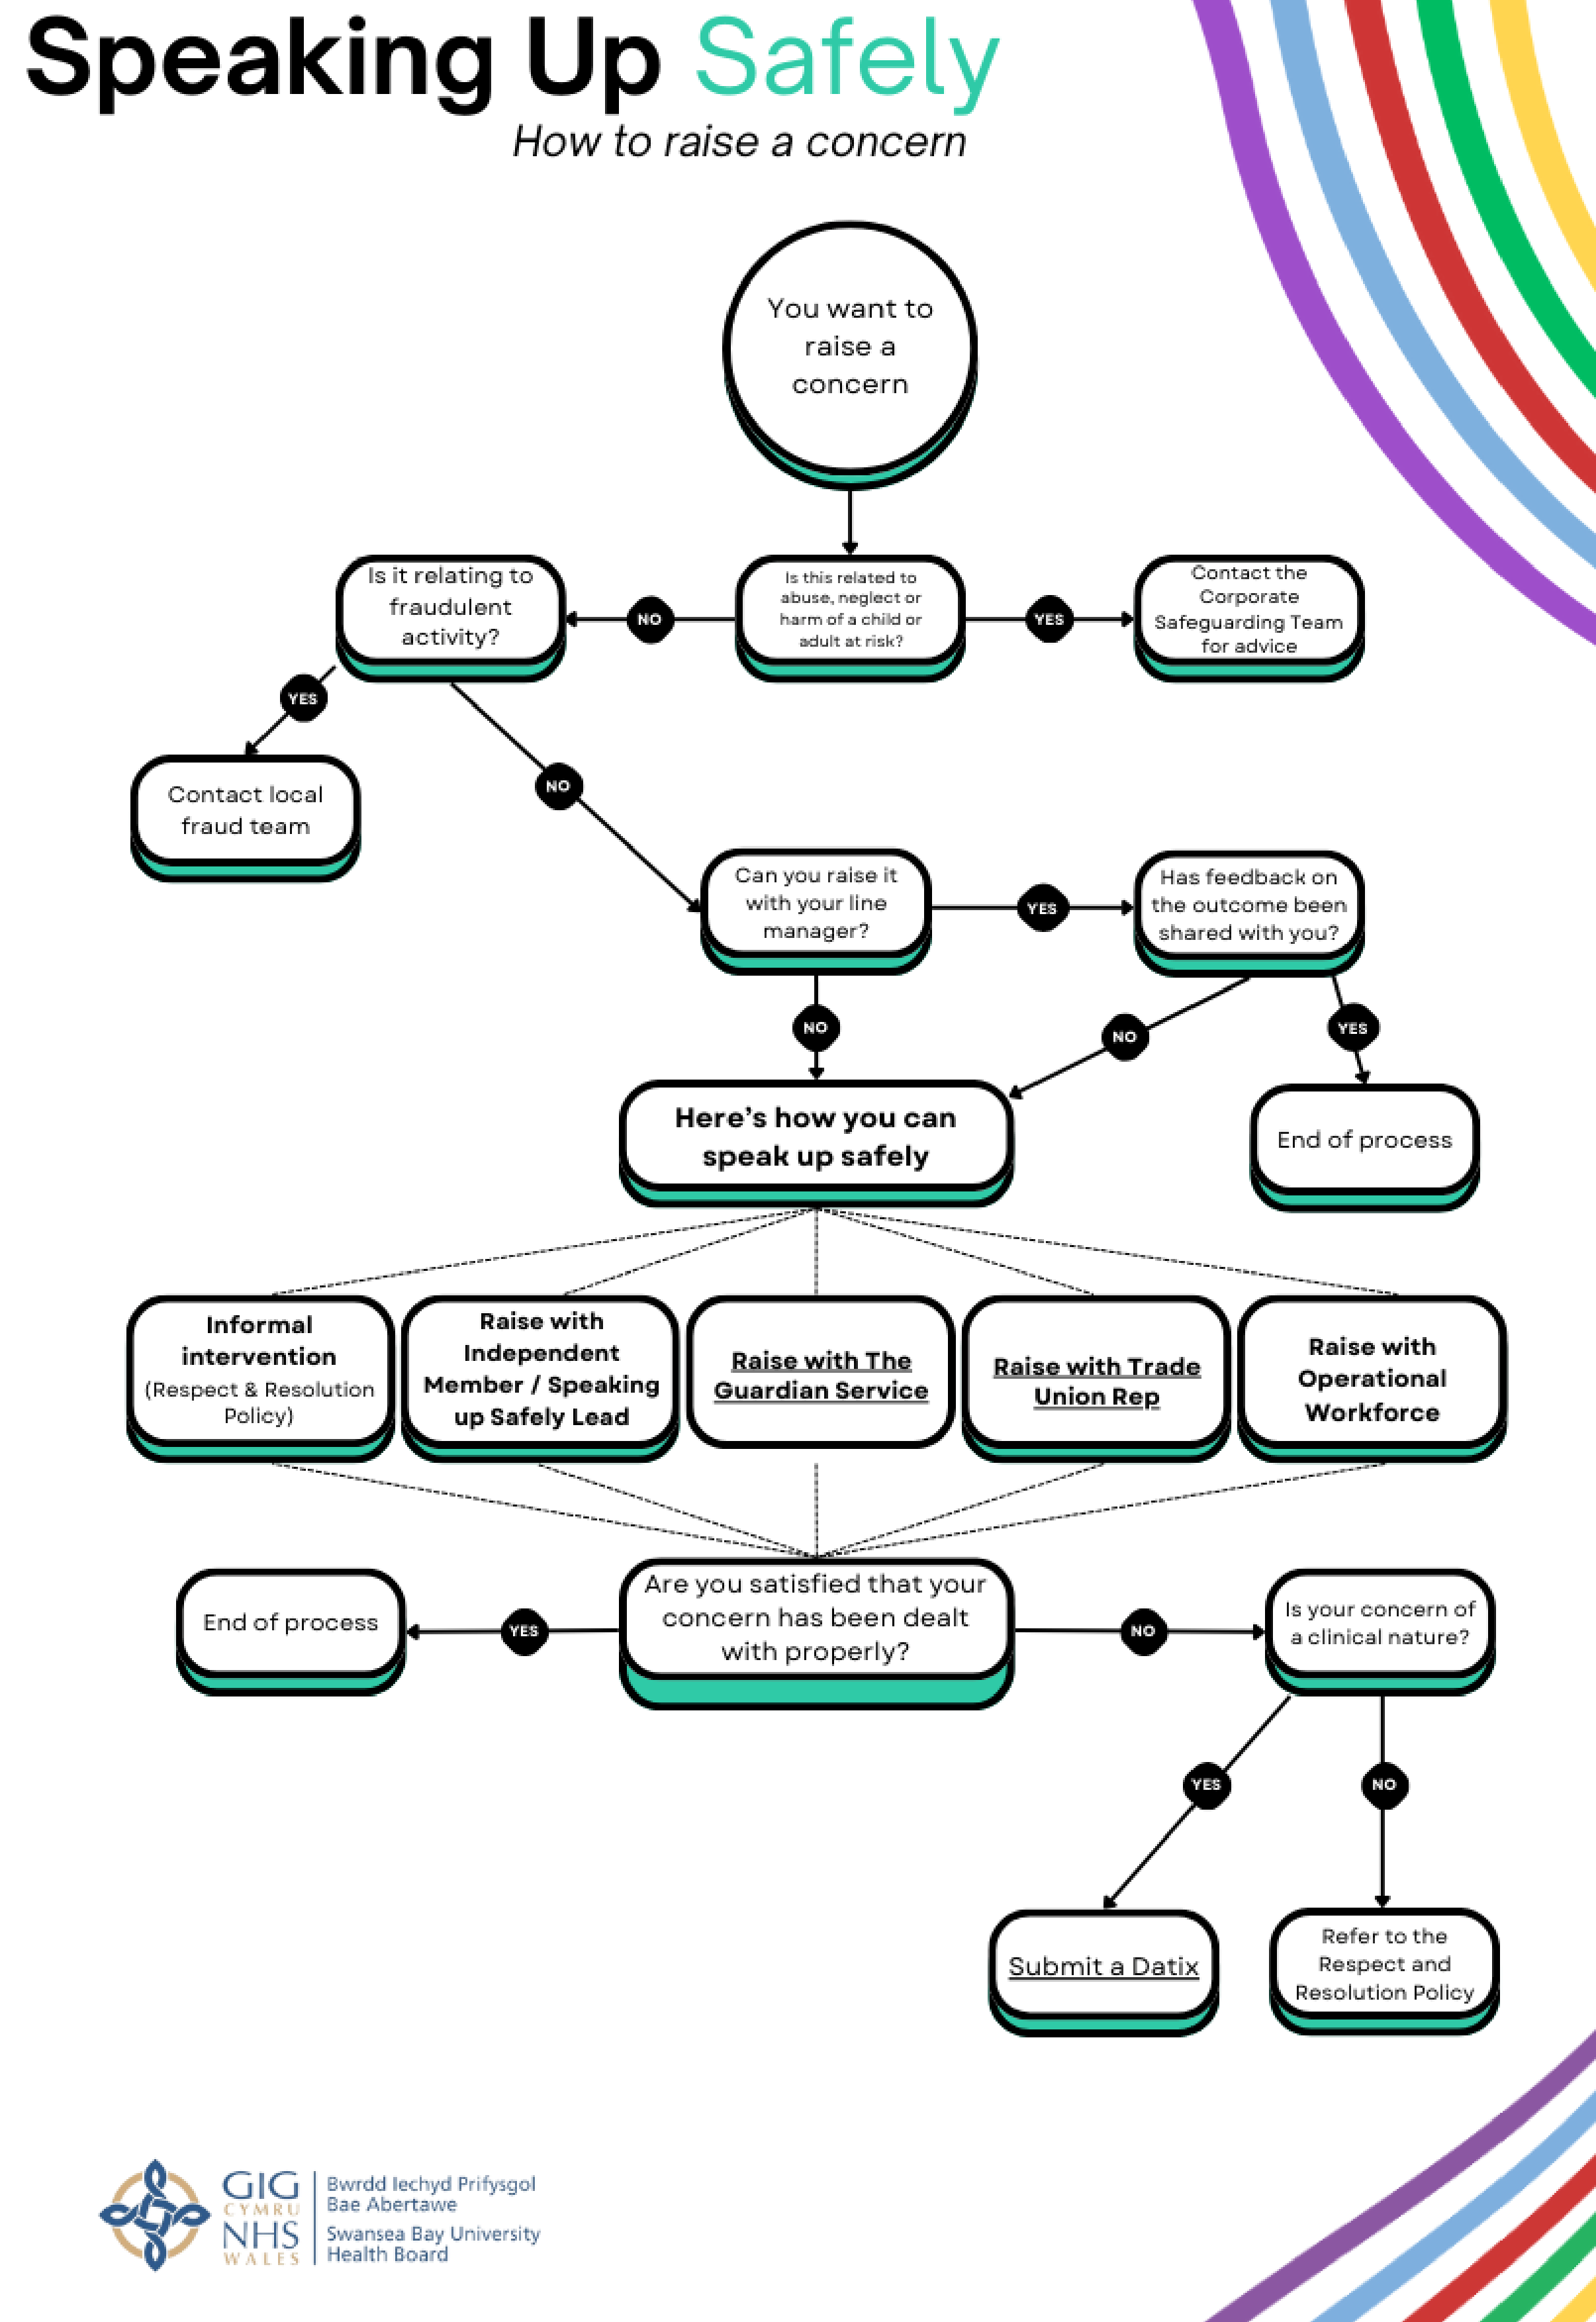 Speaking Up Safely
How to raise a concern
You want to
raise a
concern
Is it relating to
fraudulent
activity?
NO
Is this related to
abuse, neglect or
harm of a child or
adult at risk?
YES
Contact the
Corporate
Safeguarding Team
for advice
YES
Contact local
fraud team
NO
Can you raise it
with your line
manager?
YES
Has feedback on
the outcome been
shared with you?
NO
NO
YES
Here's how you can
speak up safely
End of process
Informal
intervention
(Respect & Resolution
Policy)
Raise with
Independent
Member / Speaking
up Safely Lead
Raise with The
Guardian Service
Raise with Trade
Union Rep
Raise with
Operational
Workforce
End of process
YES
Are you satisfied that your
concern has been dealt
with properly?
NO
Is your concern of
a clinical nature?
YES
NO
Submit a Datix
Refer to the
Respect and
Resolution Policy
GIG
CYMRU
NHS
WALES
Bwrdd Iechyd Prifysgol
Bae Abertawe
Swansea Bay University
Health Board